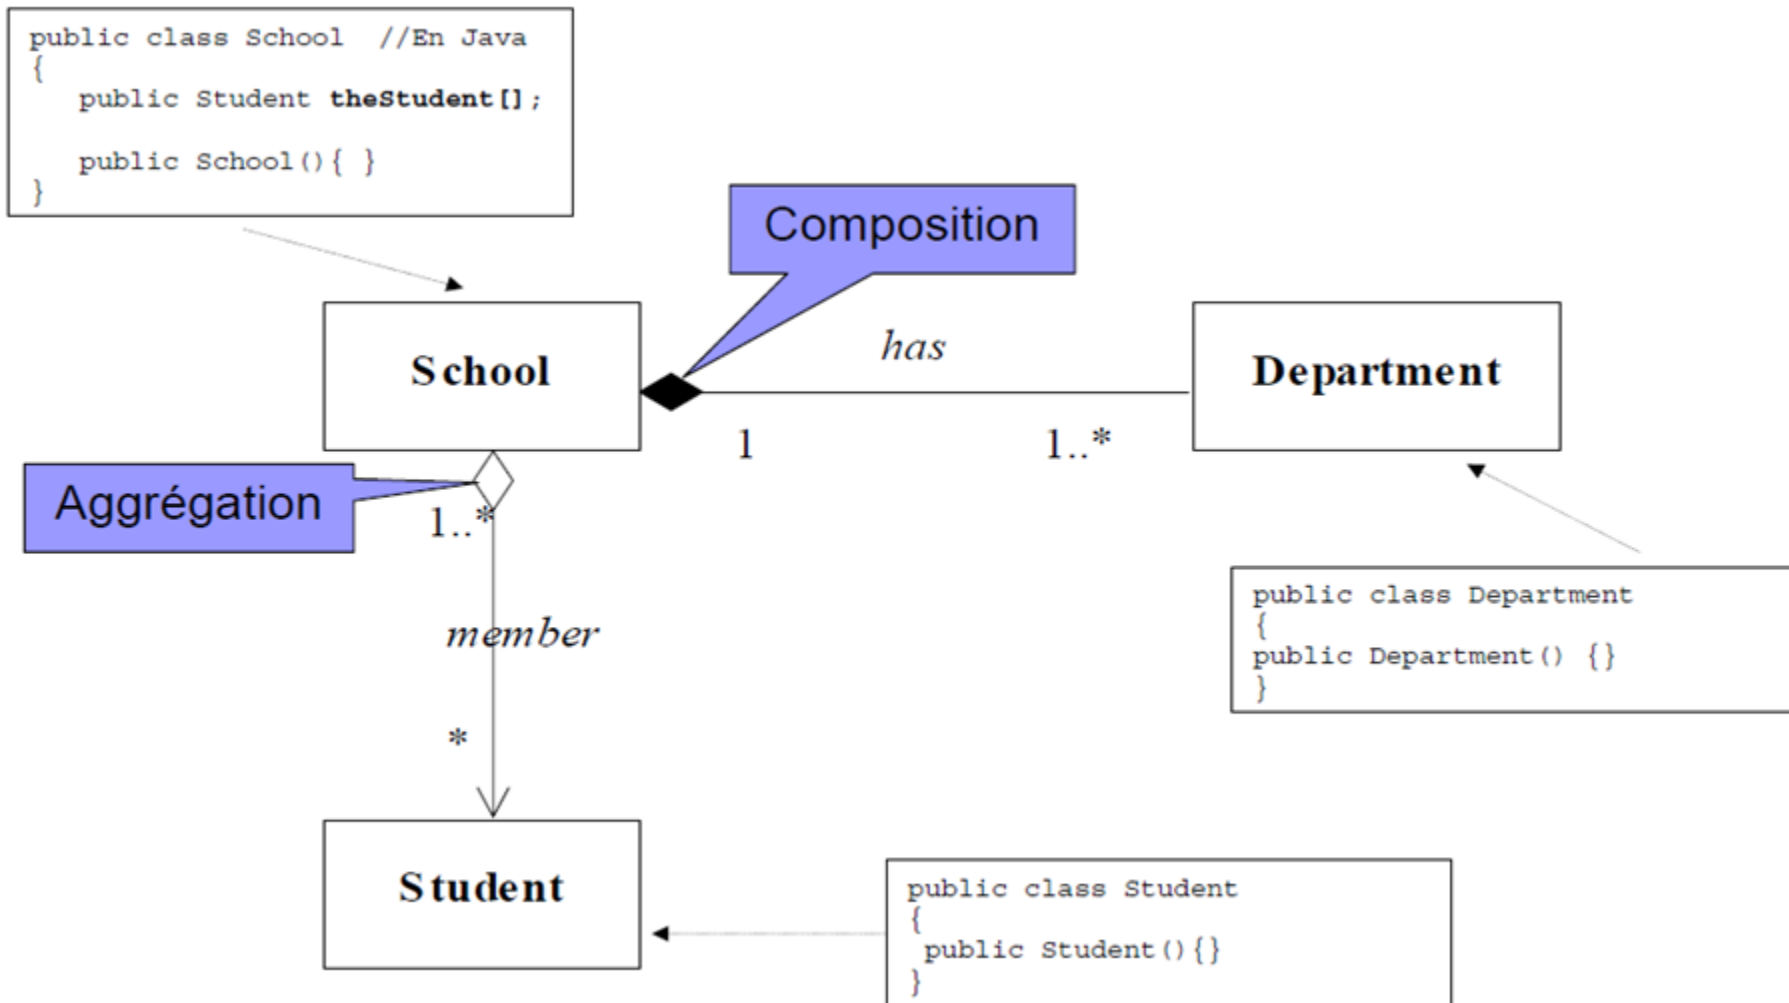 public class School  //En Java
{
   public Student theStudent[];
   public School(){ }
}
Composition
School
has
Department
1
1..*
Aggrégation
1..*
member
*
public class Department
{
public Department() {}
}
Student
public class Student
{
 public Student(){}
}